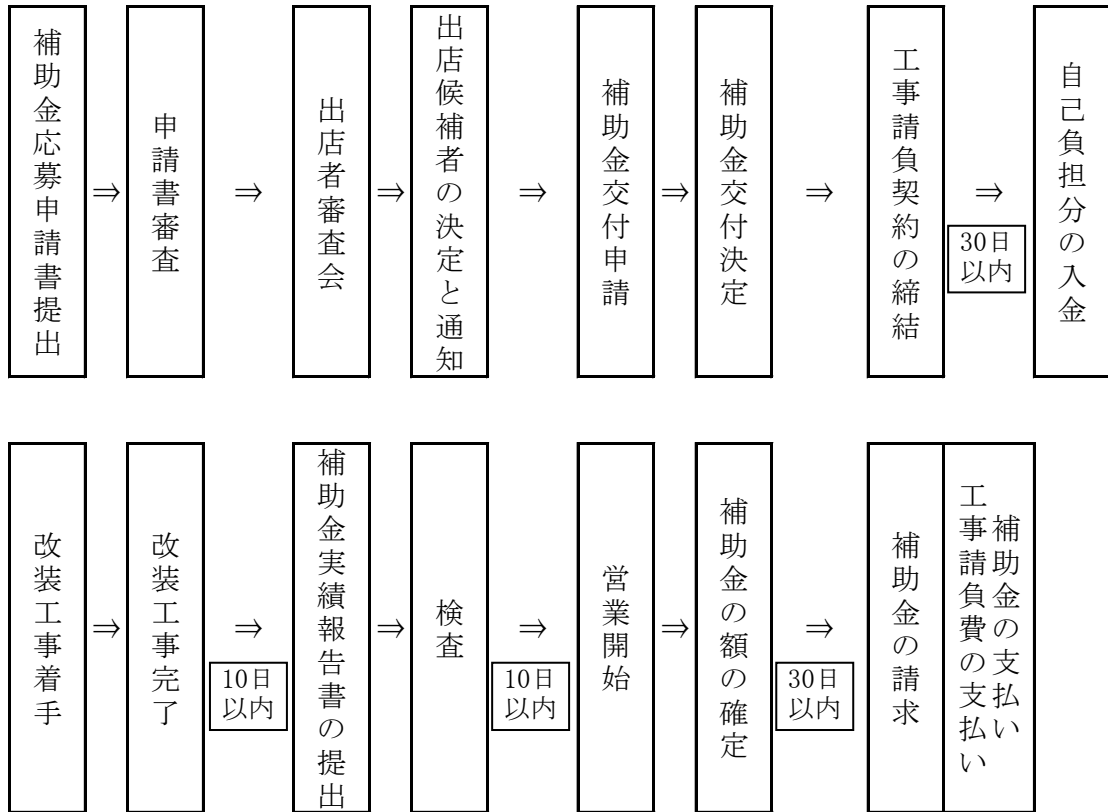 補助金応募申請書提出
⇒
申請書審査
⇒
出店者審査会
⇒
出店候補者の決定と通知
⇒
補助金交付申請
⇒
補助金交付決定
⇒
工事請負契約の締結
⇒
30日
以内
自己負担分の入金
改装工事着手
⇒
改装工事完了
⇒
10日
以内
補助金実績報告書の提出
⇒
検査
⇒
10日
以内
営業開始
⇒
補助金の額の確定
⇒
30日
以内
補助金の請求
補助金の支払い
工事請負費の支払い